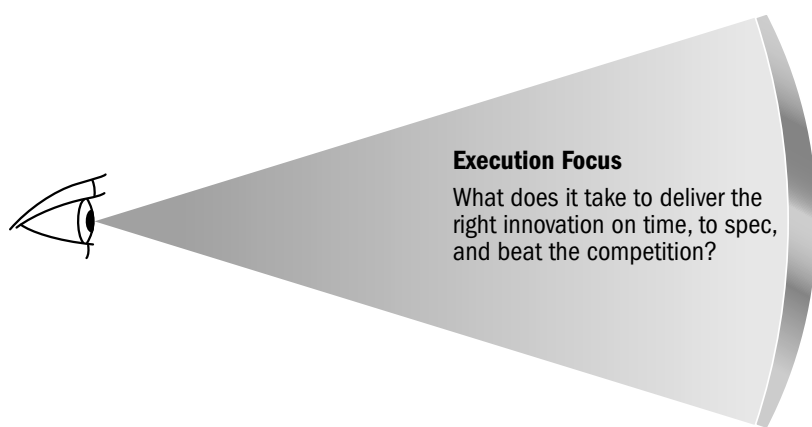 Execution Focus
What does it take to deliver the
right innovation on time, to spec,
and beat the competition?